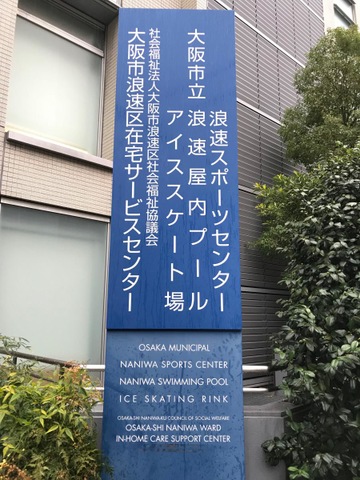 大阪市立
浪速スポーツセンター
浪速屋内プール
アイススケート場
社会福祉法人大阪市浪速区社会福祉協議会
大阪市浪速区在宅サービスセンター
OSAKA MUNICIPAL
NANIWA SPORTS CENTER
NANIWA SWIMMING POOL
ICE SKATING RINK
OSAKA-SHI NANIWA-KU COUNCIL OF SOCIAL WELFARE
OSAKA-SHI NANIWA WARD
IN-HOME CARE SUPPORT CENTER